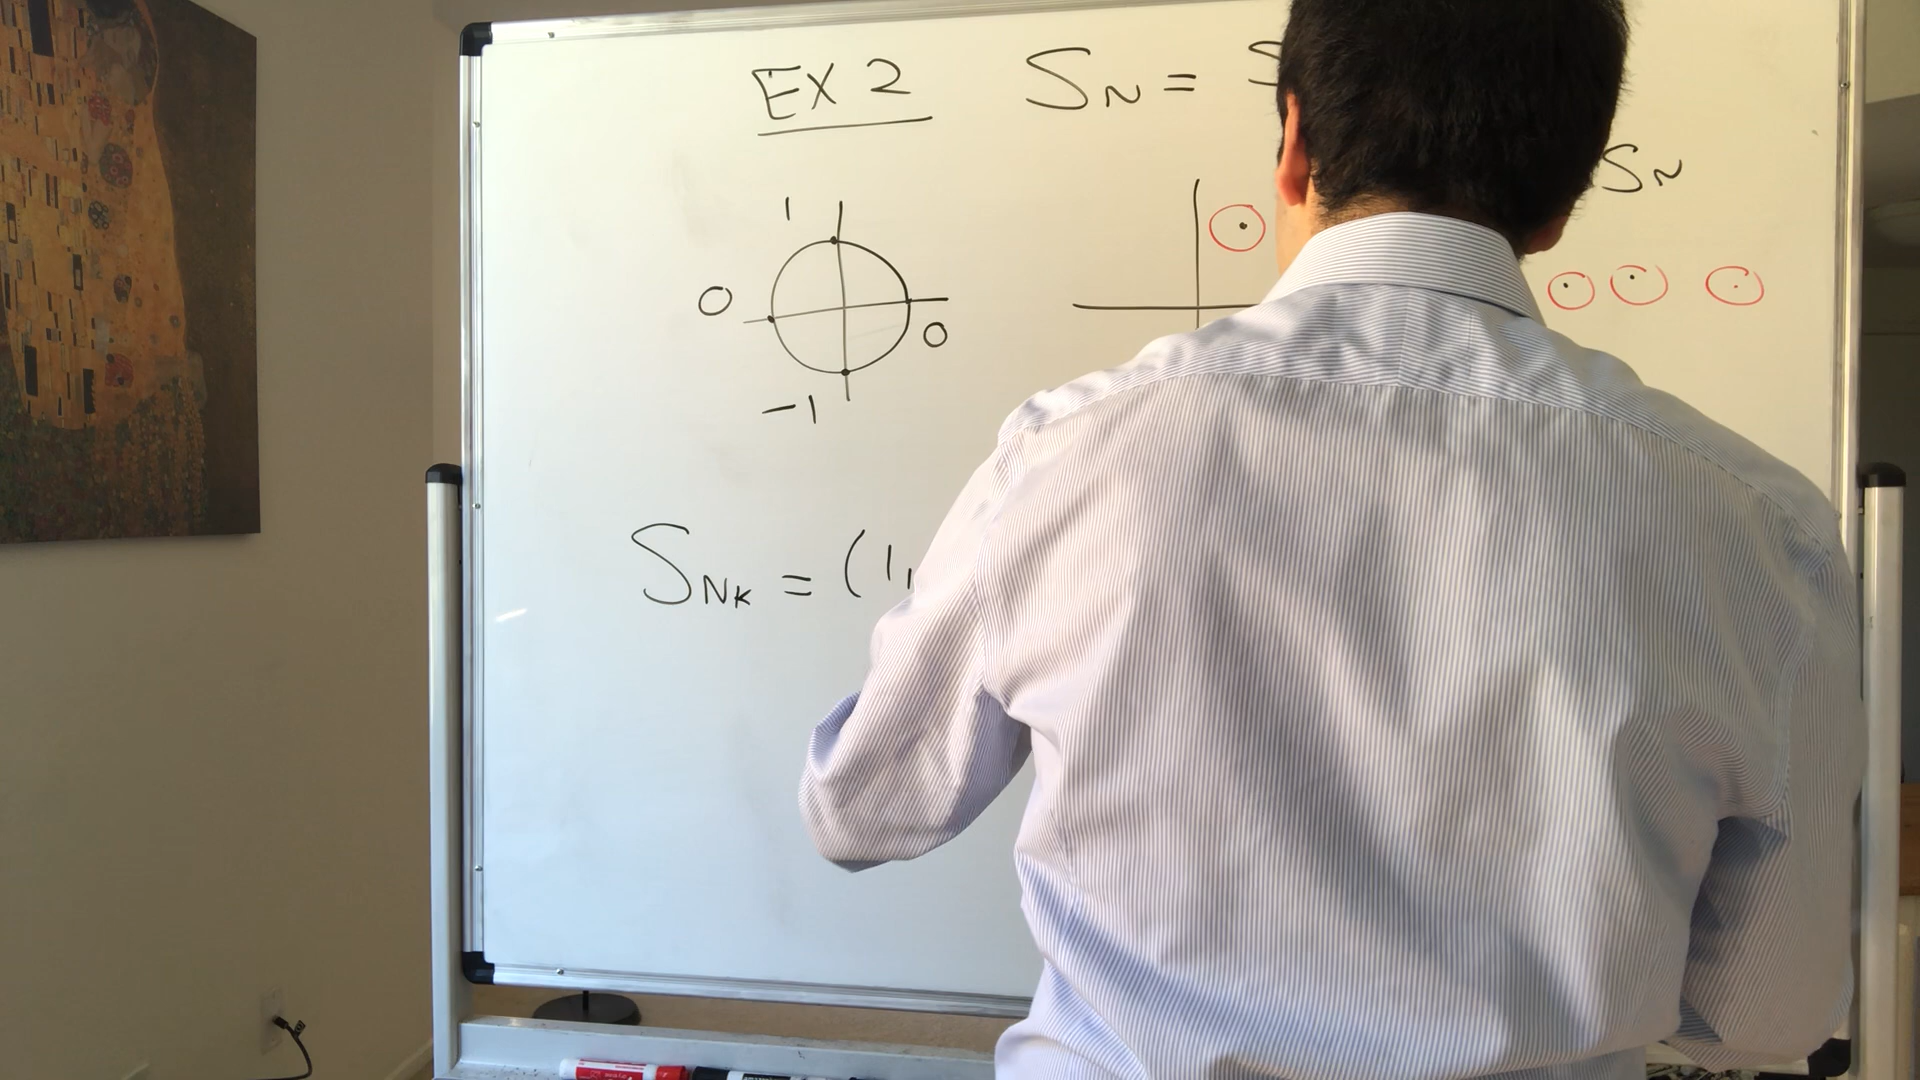 EX 2 SN = S
SN
1
0
0
-1
SNK = (1,